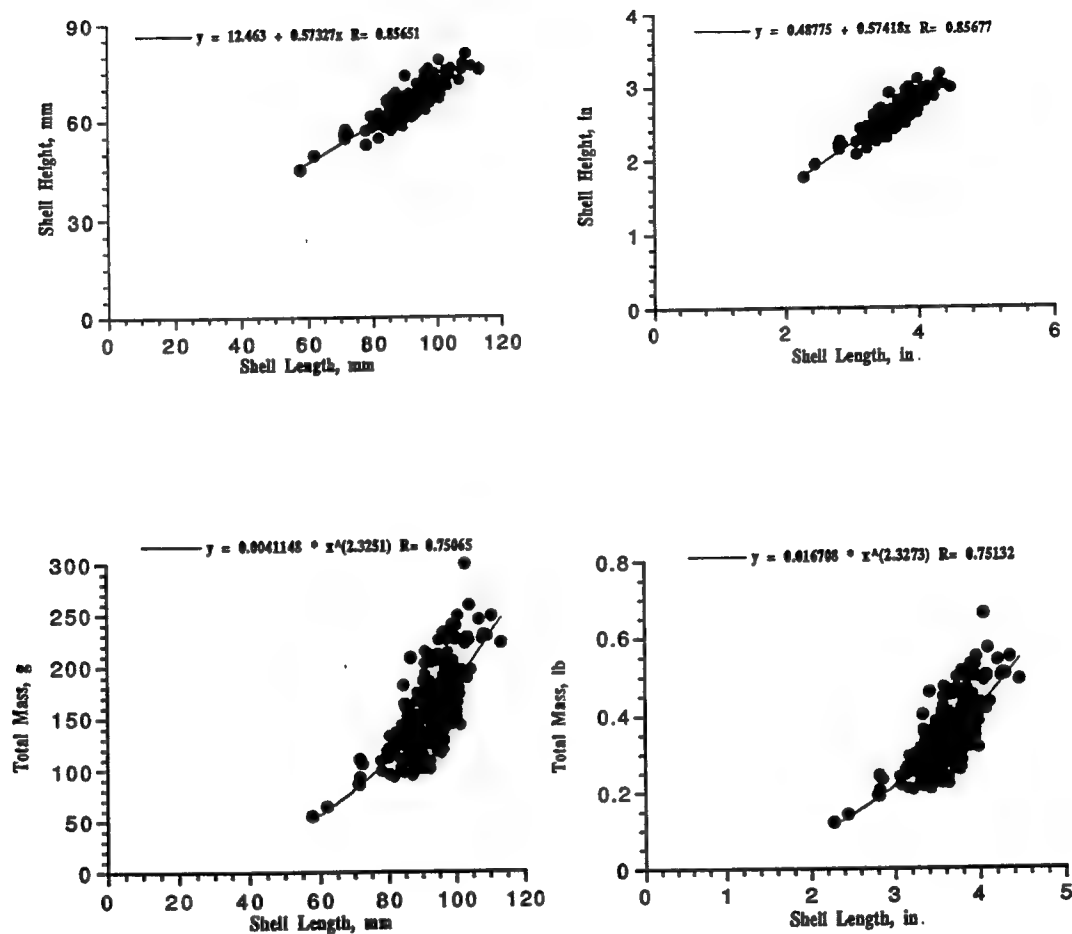 y = 12.463 + 0.57327x R= 0.85651
90
60
30
0
Shell Height, mm
0 20 40 60 80 100 120
Shell Length, mm
y = 0.48775 + 0.57418x R= 0.85677
4
3
2
1
0
Shell Height, in
0 2 4 6
Shell Length, in.
y = 0.0041148 * x^(2.3251) R= 0.75065
300
250
200
150
100
50
0
Total Mass, g
0 20 40 60 80 100 120
Shell Length, mm
y = 0.016708 * x^(2.3273) R= 0.75132
0.8
0.6
0.4
0.2
0
Total Mass, lb
0 1 2 3 4 5
Shell Length, in.